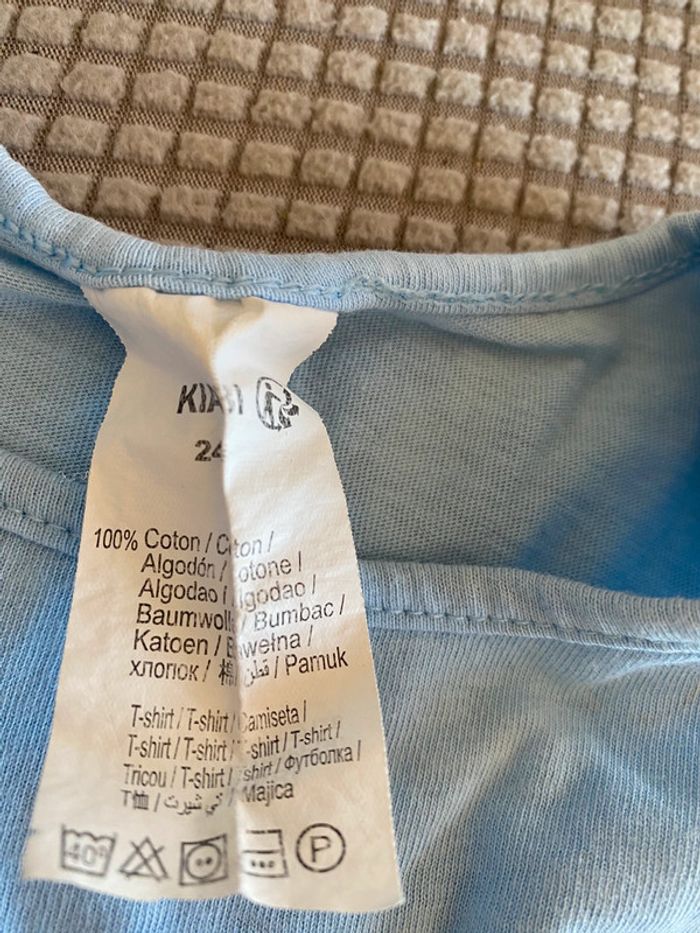 KIABI
24
100% Coton / Coton /
Algodón / Cotone /
Algodao / Algodao /
Baumwolle / Bumbac /
Katoen / Bawełna /
хлопок / 棉 / قطن / Pamuk
T-shirt / T-shirt / Camiseta /
T-shirt / T-shirt / T-shirt / T-shirt /
Tricou / T-shirt / T-shirt / Футболка /
T恤 / تي شيرت / Majica
40°
P